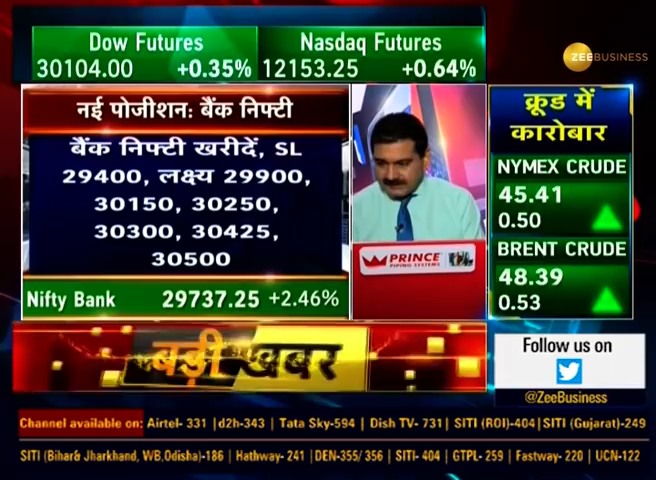 Dow Futures
30104.00 +0.35%
Nasdaq Futures
12153.25 +0.64%
ZEEBUSINESS
नई पोजीशन: बैंक निफ्टी
बैंक निफ्टी खरीदें, SL
29400, लक्ष्य 29900,
30150, 30250,
30300, 30425,
30500
Nifty Bank 29737.25 +2.46%
PRINCE
PIPING SYSTEMS
क्रूड में
कारोबार
NYMEX CRUDE
45.41
0.50
BRENT CRUDE
48.39
0.53
बड़ी खबर
Follow us on
@ZeeBusiness
Channel available on: Airtel- 331 |d2h-343 | Tata Sky-594 | Dish TV- 731| SITI (ROI)-404|SITI (Gujarat)-249
SITI (Bihar& Jharkhand, WB,Odisha)-186 | Hathway- 241 |DEN-355/ 356 | SITI- 404 | GTPL- 259 | Fastway- 220 | UCN-122